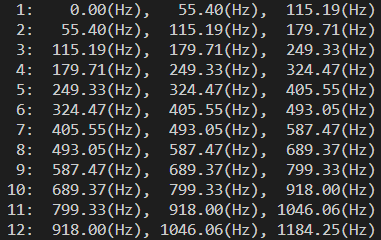 1: 0.00(Hz), 55.40(Hz), 115.19(Hz)
2: 55.40(Hz), 115.19(Hz), 179.71(Hz)
3: 115.19(Hz), 179.71(Hz), 249.33(Hz)
4: 179.71(Hz), 249.33(Hz), 324.47(Hz)
5: 249.33(Hz), 324.47(Hz), 405.55(Hz)
6: 324.47(Hz), 405.55(Hz), 493.05(Hz)
7: 405.55(Hz), 493.05(Hz), 587.47(Hz)
8: 493.05(Hz), 587.47(Hz), 689.37(Hz)
9: 587.47(Hz), 689.37(Hz), 799.33(Hz)
10: 689.37(Hz), 799.33(Hz), 918.00(Hz)
11: 799.33(Hz), 918.00(Hz), 1046.06(Hz)
12: 918.00(Hz), 1046.06(Hz), 1184.25(Hz)